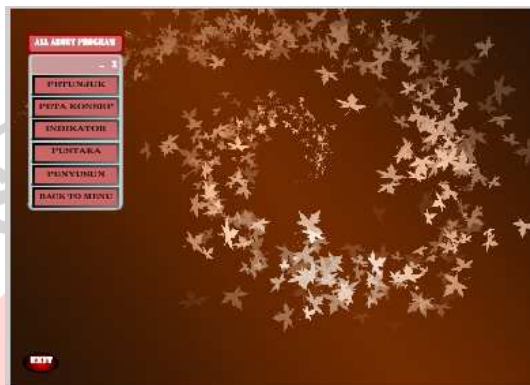 ALL ABOUT PROGRAM
_ X
PETUNJUK
PETA KONSEP
INDIKATOR
PUSTAKA
PENYUSUN
BACK TO MENU
EXIT